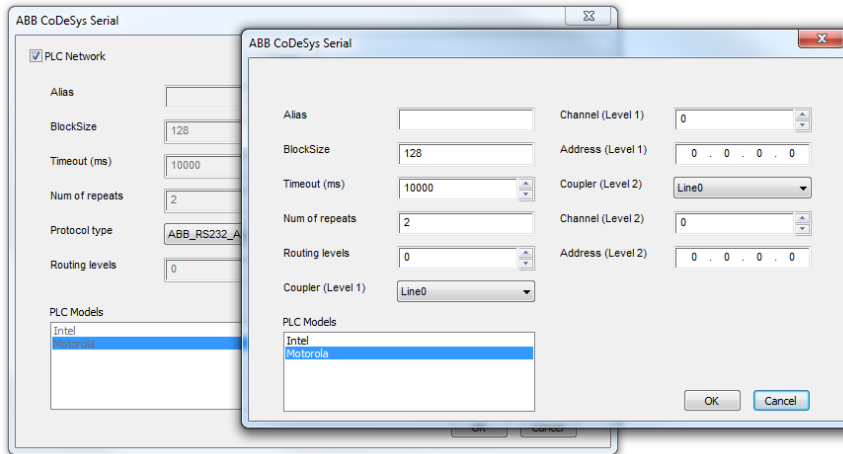 ABB CoDeSys Serial
PLC Network
Alias
BlockSize
128
Timeout (ms)
10000
Num of repeats
2
Protocol type
ABB_RS232_A
Routing levels
0
PLC Models
Intel
Motorola
ABB CoDeSys Serial
Alias
Channel (Level 1)
0
BlockSize
128
Address (Level 1)
0 . 0 . 0 . 0
Timeout (ms)
10000
Coupler (Level 2)
Line0
Num of repeats
2
Channel (Level 2)
0
Routing levels
0
Address (Level 2)
0 . 0 . 0 . 0
Coupler (Level 1)
Line0
PLC Models
Intel
Motorola
OK
Cancel